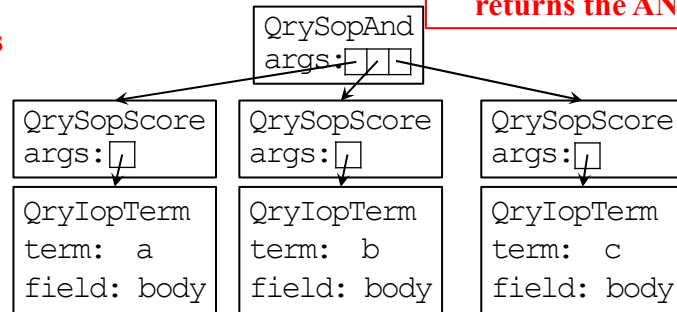 returns the AN
s
QrySopAnd
args:
QrySopScore
args:
QrySopScore
args:
QrySopScore
args:
QryIopTerm
term: a
field: body
QryIopTerm
term: b
field: body
QryIopTerm
term: c
field: body